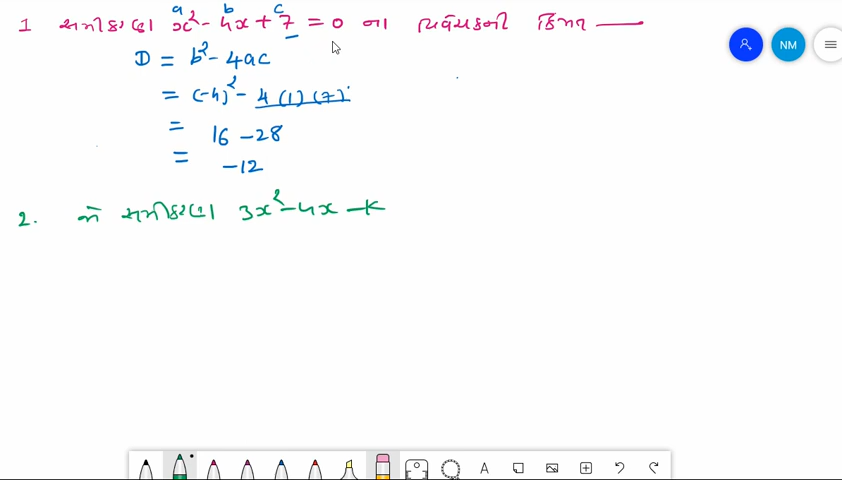 a b c
1 સમીકરણ x² - 4x + 7 = 0 ના વિવેચકની કિંમત ———
D = b² - 4ac
= (-4)² - 4 (1) (7)
= 16 - 28
= -12
NM
2. જો સમીકરણ 3x² - 4x - k
A